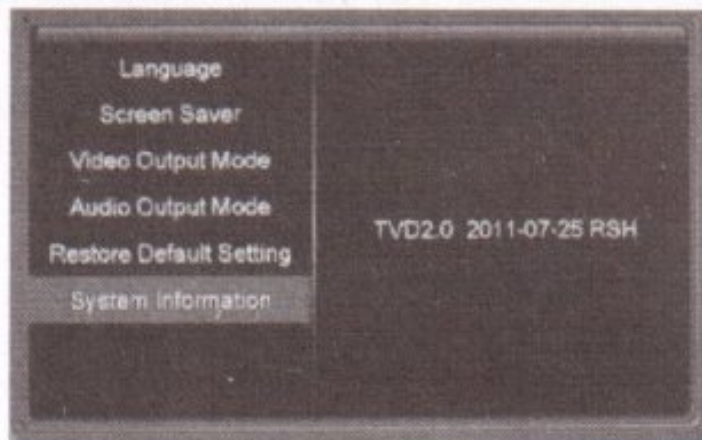 Language
Screen Saver
Video Output Mode
Audio Output Mode
TVD2.0 2011-07-25 RSH
Restore Default Setting
System Information